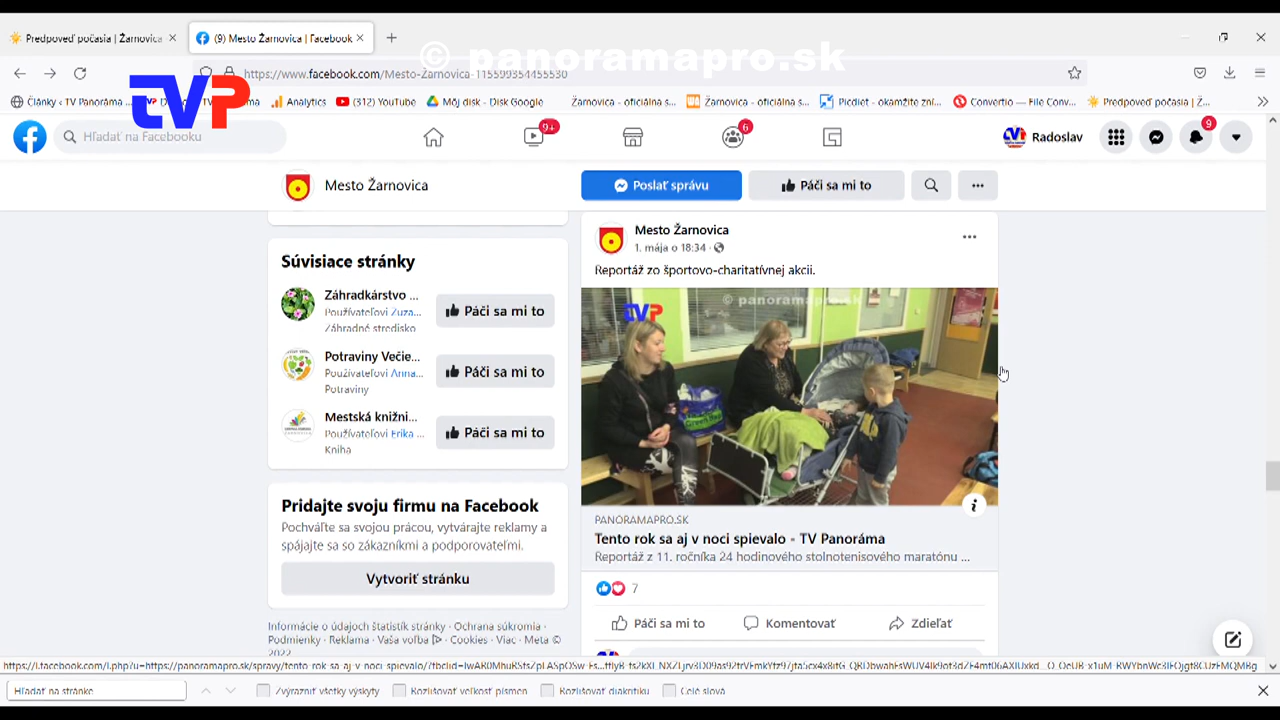 Predpoveď počasia | Žarnovica
(9) Mesto Žarnovica | Facebook
© panoramapro.sk
https://www.facebook.com/Mesto-Žarnovica-115599354455530
TVP
Články ‹ TV Panoráma ...
Analytics
(312) YouTube
Môj disk - Disk Google
Žarnovica - oficiálna s...
Žarnovica - oficiálna s...
Picdiet - okamžite zní...
Convertio — File Conv...
Predpoveď počasia | Ž...
Hľadať na Facebooku
9+
6
Radoslav
9
Mesto Žarnovica
Poslať správu
Páči sa mi to
Súvisiace stránky
Záhradkárstvo ...
Používateľovi Zuza...
Záhradné stredisko
Páči sa mi to
Potraviny Večie...
Používateľovi Anna...
Potraviny
Páči sa mi to
Mestská knižni...
Používateľovi Erika ...
Kniha
Páči sa mi to
Pridajte svoju firmu na Facebook
Pochváľte sa svojou prácou, vytvárajte reklamy a
spájajte sa so zákazníkmi a podporovateľmi.
Vytvoriť stránku
Informácie o údajoch štatistík stránky · Ochrana súkromia ·
Podmienky · Reklama · Vaša voľba · Cookies · Viac · Meta ©
2022
Mesto Žarnovica
1. mája o 18:34 ·
Reportáž zo športovo-charitatívnej akcii.
TVP
© panoramapro.sk
PANORAMAPRO.SK
Tento rok sa aj v noci spievalo - TV Panoráma
Reportáž z 11. ročníka 24 hodinového stolnotenisového maratónu ...
7
Páči sa mi to
Komentovať
Zdieľať
Hľadať na stránke
Zvýrazniť všetky výskyty
Rozlišovať veľkosť písmen
Rozlišovať diakritiku
Celé slová